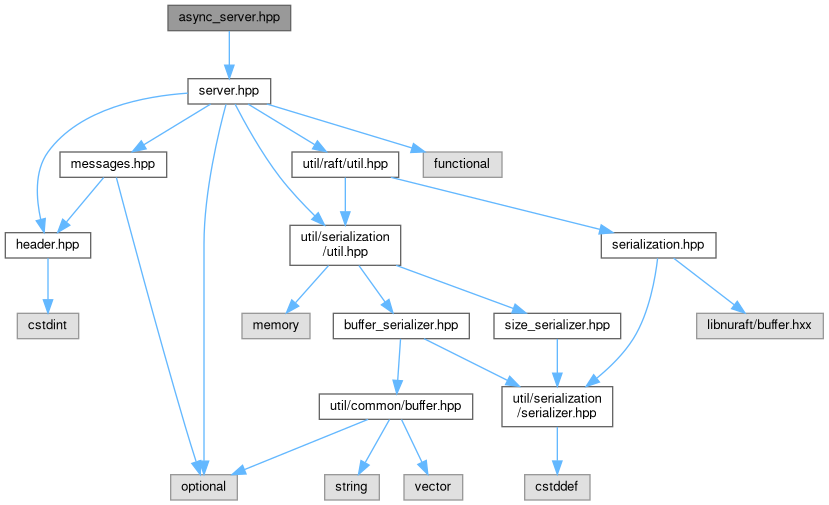 async_server.hpp
server.hpp
messages.hpp
util/raft/util.hpp
functional
header.hpp
util/serialization
/util.hpp
serialization.hpp
cstdint
memory
buffer_serializer.hpp
size_serializer.hpp
libnuraft/buffer.hxx
util/common/buffer.hpp
util/serialization
/serializer.hpp
optional
string
vector
cstddef